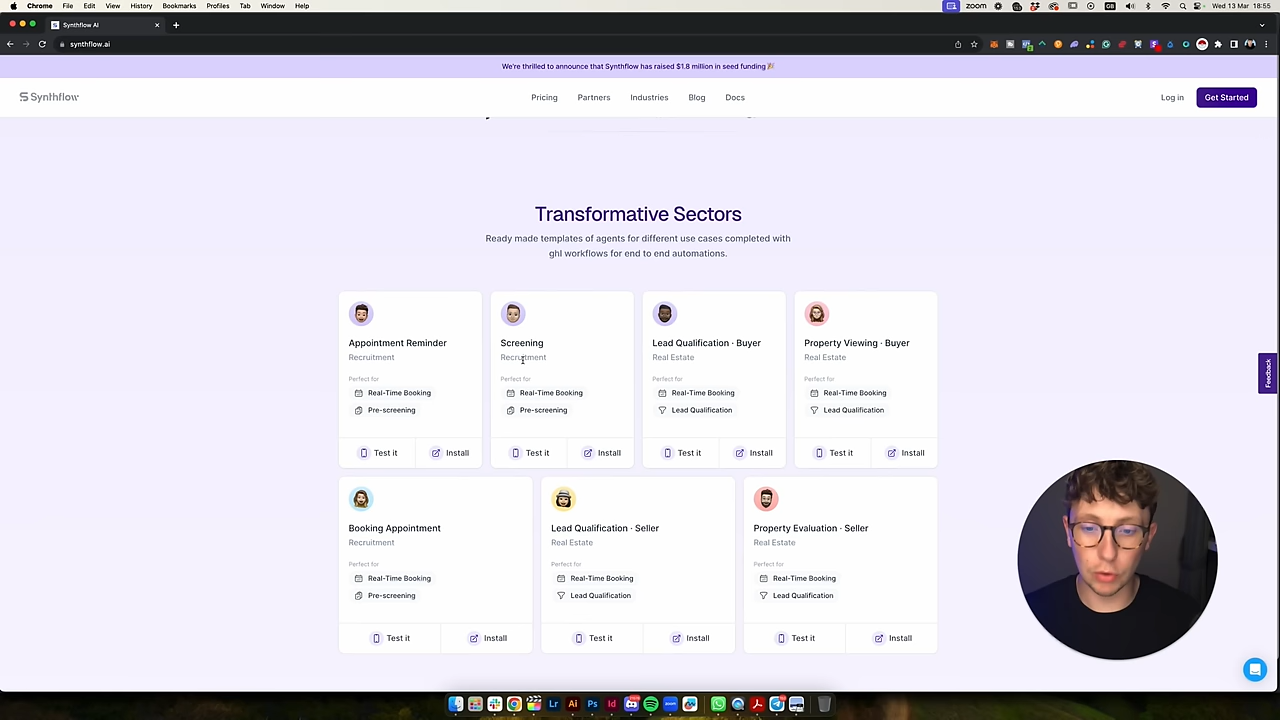 Chrome File Edit View History Bookmarks Profiles Tab Window Help
zoom
GB
Wed 13 Mar 18:55
Synthflow.ai
synthflow.ai
We're thrilled to announce that Synthflow has raised $1.8 million in seed funding🎉
Synthflow
Pricing Partners Industries Blog Docs
Log in Get Started
Transformative Sectors
Ready made templates of agents for different use cases completed with
ghl workflows for end to end automations.
Appointment Reminder
Recruitment
Perfect for
Real-Time Booking
Pre-screening
Test it Install
Screening
Recruitment
Perfect for
Real-Time Booking
Pre-screening
Test it Install
Lead Qualification · Buyer
Real Estate
Perfect for
Real-Time Booking
Lead Qualification
Test it Install
Property Viewing · Buyer
Real Estate
Perfect for
Real-Time Booking
Lead Qualification
Test it Install
Booking Appointment
Recruitment
Perfect for
Real-Time Booking
Pre-screening
Test it Install
Lead Qualification · Seller
Real Estate
Perfect for
Real-Time Booking
Lead Qualification
Test it Install
Property Evaluation · Seller
Real Estate
Perfect for
Real-Time Booking
Lead Qualification
Test it Install
Feedback
Lr Ai Ps Id zoom